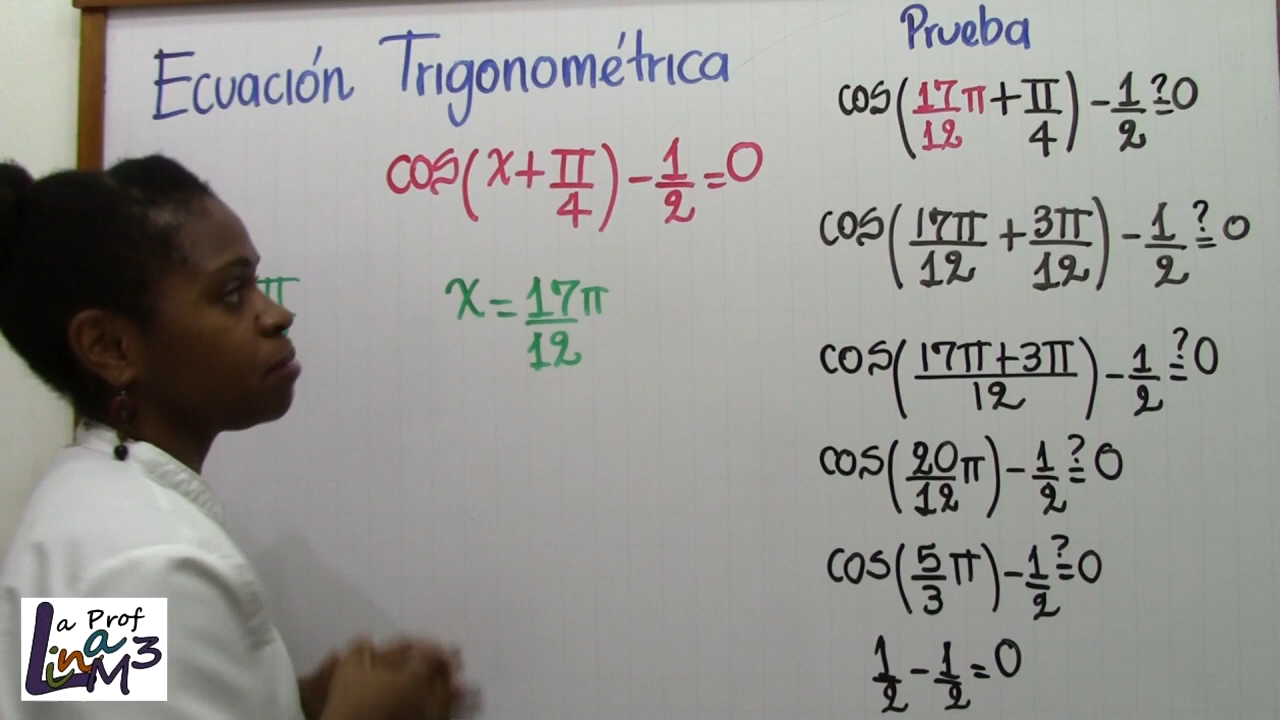 Ecuación Trigonométrica
cos(x+π/4)-1/2=0
π
x=17π/12
Prueba
cos(17π/12+π/4)-1/2≟0
cos(17π/12+3π/12)-1/2≟0
cos((17π+3π)/12)-1/2≟0
cos(20/12π)-1/2≟0
cos(5/3π)-1/2≟0
1/2-1/2=0
La Prof
Lina M3